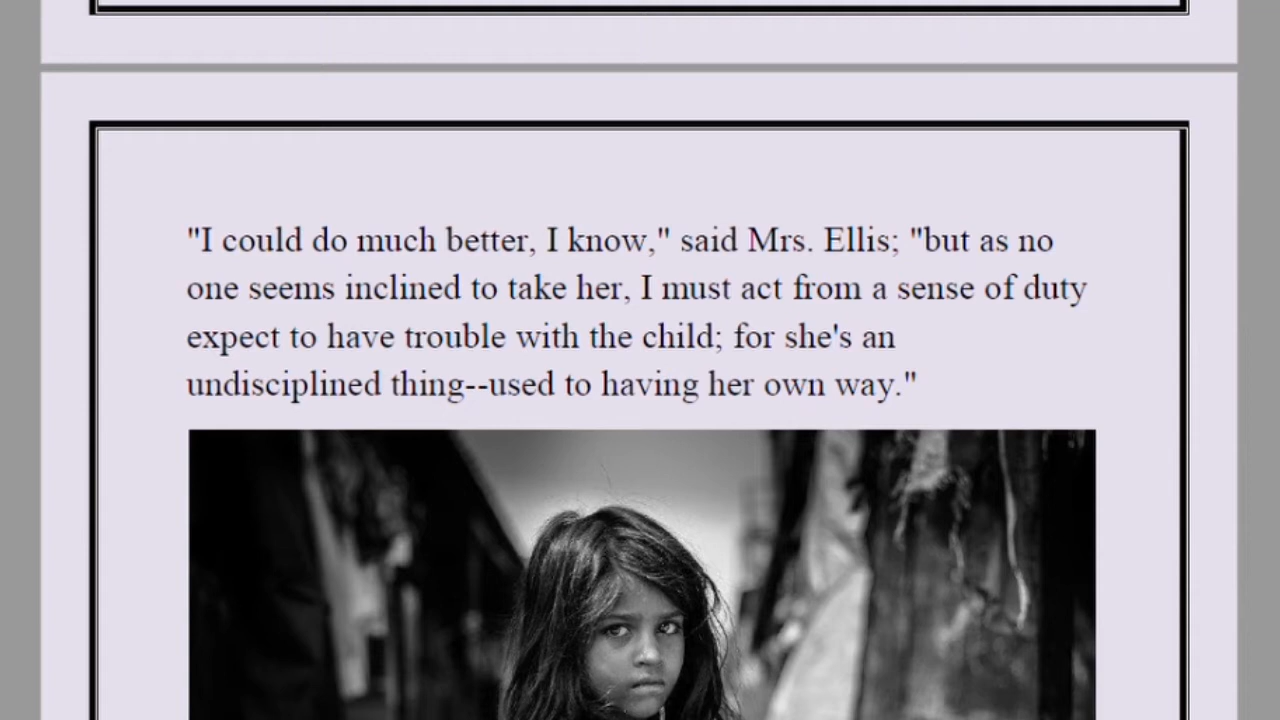 "I could do much better, I know," said Mrs. Ellis; "but as no
one seems inclined to take her, I must act from a sense of duty
expect to have trouble with the child; for she's an
undisciplined thing--used to having her own way."